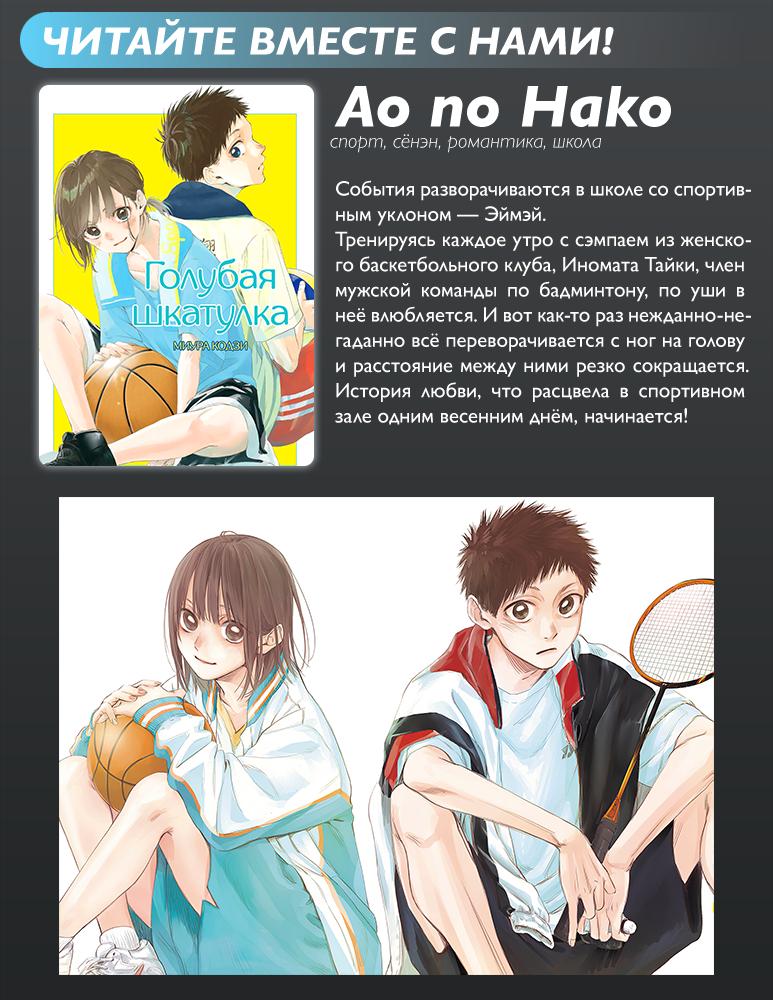 ЧИТАЙТЕ ВМЕСТЕ С НАМИ!
Ao no Hako
спорт, сёнэн, романтика, школа
События разворачиваются в школе со спортив-
ным уклоном — Эймэй.
Тренируясь каждое утро с сэмпаем из женско-
го баскетбольного клуба, Иномата Тайки, член
мужской команды по бадминтону, по уши в
неё влюбляется. И вот как-то раз нежданно-не-
гаданно всё переворачивается с ног на голову
и расстояние между ними резко сокращается.
История любви, что расцвела в спортивном
зале одним весенним днём, начинается!
Голубая
шкатулка
МИУРА КОДЗИ